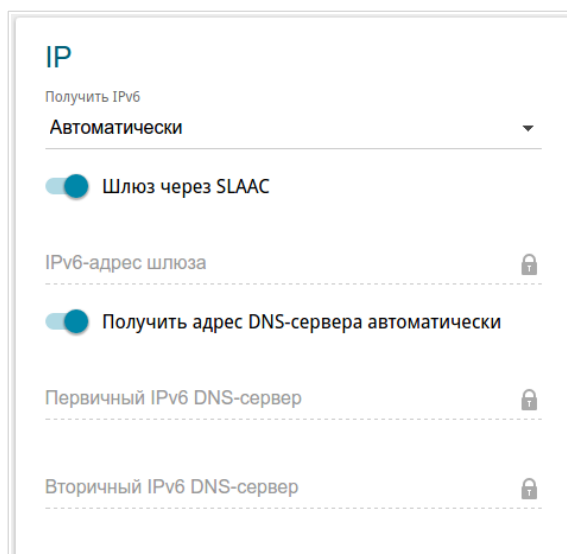 IP
Получить IPv6
Автоматически
Шлюз через SLAAC
IPv6-адрес шлюза
Получить адрес DNS-сервера автоматически
Первичный IPv6 DNS-сервер
Вторичный IPv6 DNS-сервер